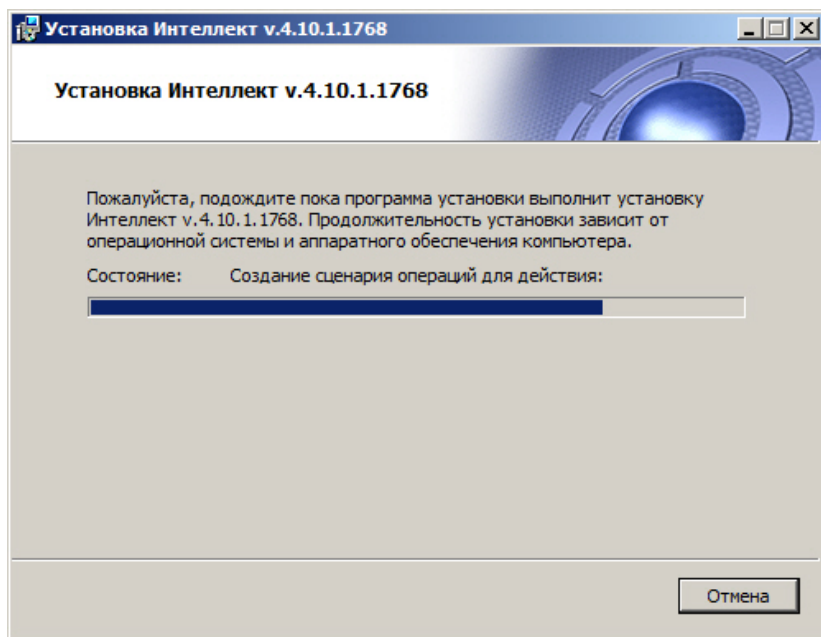 Установка Интеллект v.4.10.1.1768
Установка Интеллект v.4.10.1.1768
Пожалуйста, подождите пока программа установки выполнит установку
Интеллект v.4.10.1.1768. Продолжительность установки зависит от
операционной системы и аппаратного обеспечения компьютера.
Состояние: Создание сценария операций для действия:
Отмена